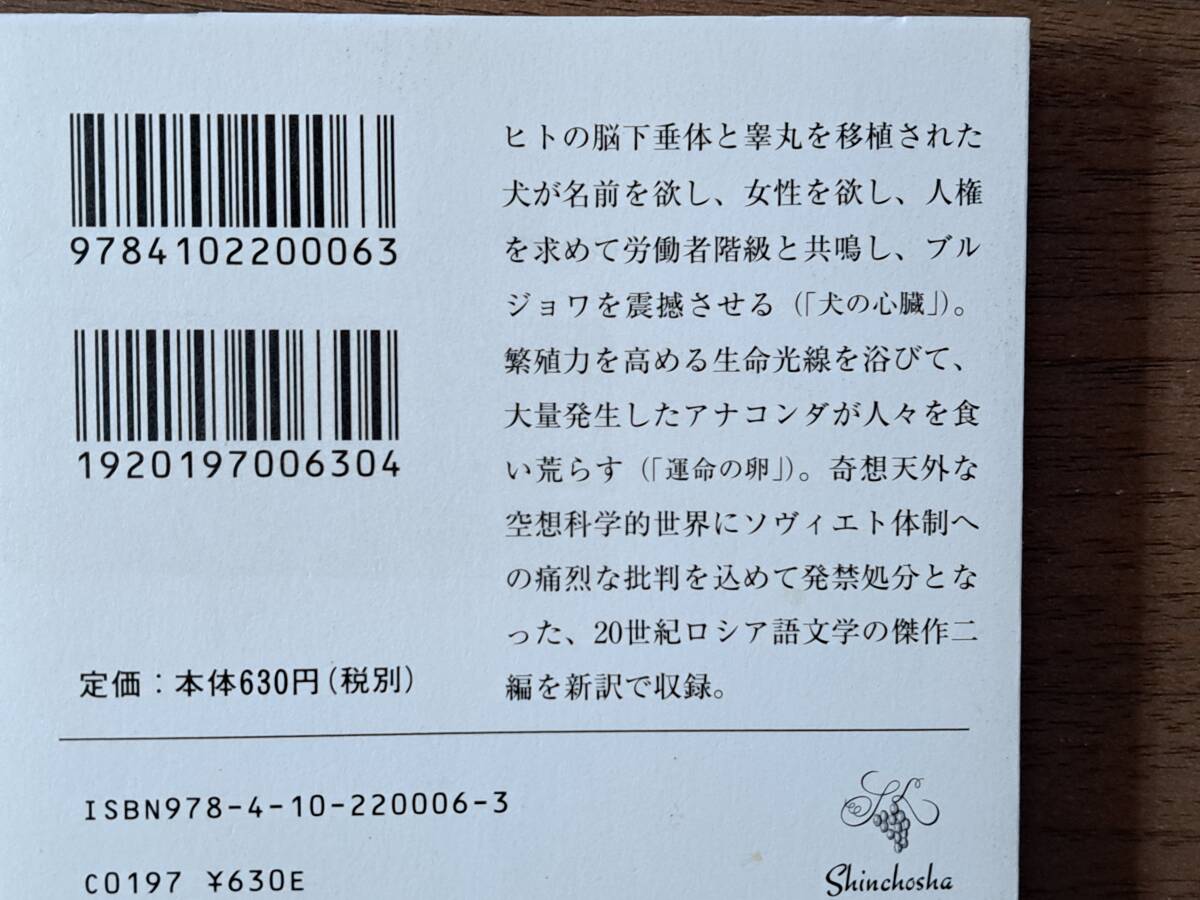 9784102200063
1920197006304
定価：本体630円(税別)
ヒトの脳下垂体と睾丸を移植された
犬が名前を欲し、女性を欲し、人権
を求めて労働者階級と共鳴し、ブル
ジョワを震撼させる（「犬の心臓」）。
繁殖力を高める生命光線を浴びて、
大量発生したアナコンダが人々を食
い荒らす（「運命の卵」）。奇想天外な
空想科学的世界にソヴィエト体制へ
の痛烈な批判を込めて発禁処分とな
った、20世紀ロシア語文学の傑作二
編を新訳で収録。
ISBN978-4-10-220006-3
C0197 ¥630E
Shinchosha